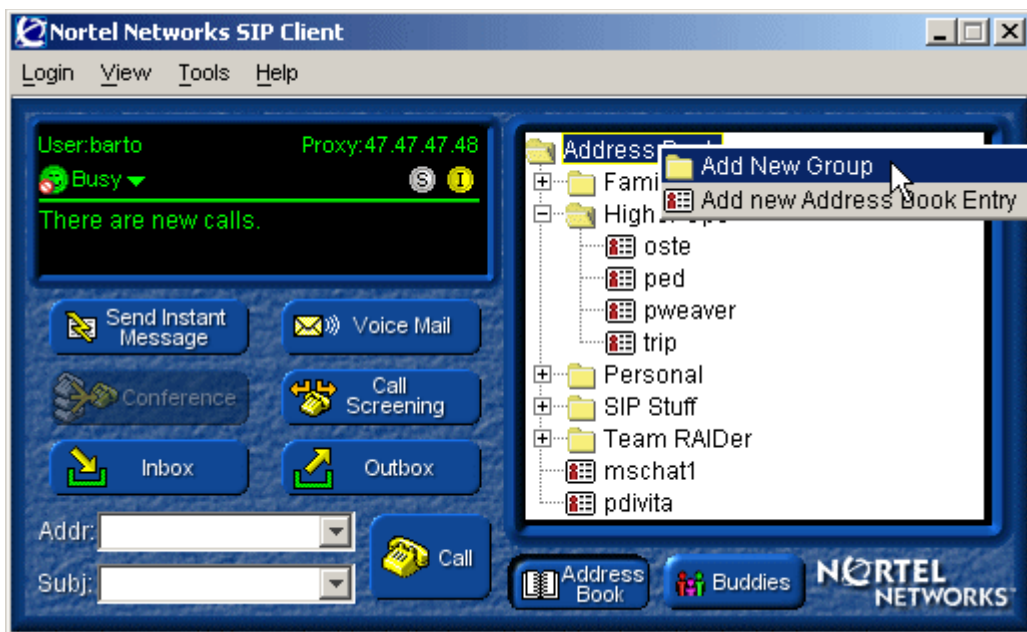 Nortel Networks SIP Client
Login View Tools Help
User:barto Proxy:47.47.47.48
Busy
S I
There are new calls.
Send Instant
Message
Voice Mail
Conference
Call
Screening
Inbox
Outbox
Addr:
Subj:
Call
Address
Add New Group
Add new Address Book Entry
oste
ped
pweaver
trip
Personal
SIP Stuff
Team RAIDer
mschat1
pdivita
Address
Book
Buddies
NORTEL
NETWORKS